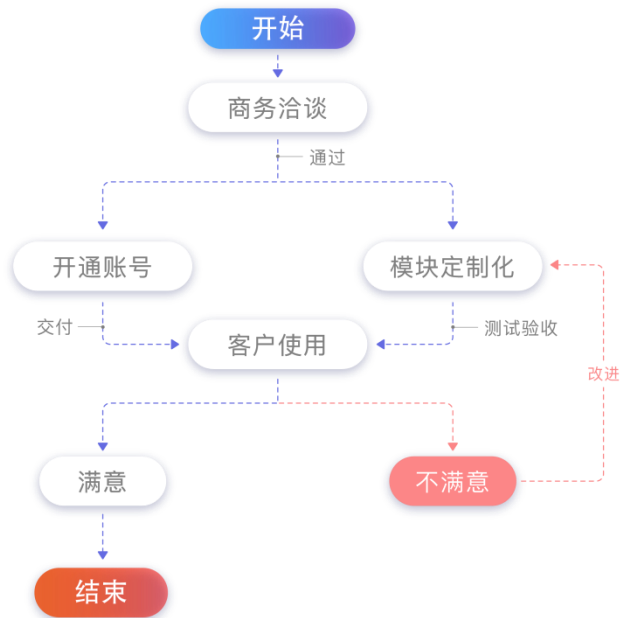 开始
商务洽谈
通过
开通账号
模块定制化
交付
客户使用
测试验收
改进
满意
不满意
结束